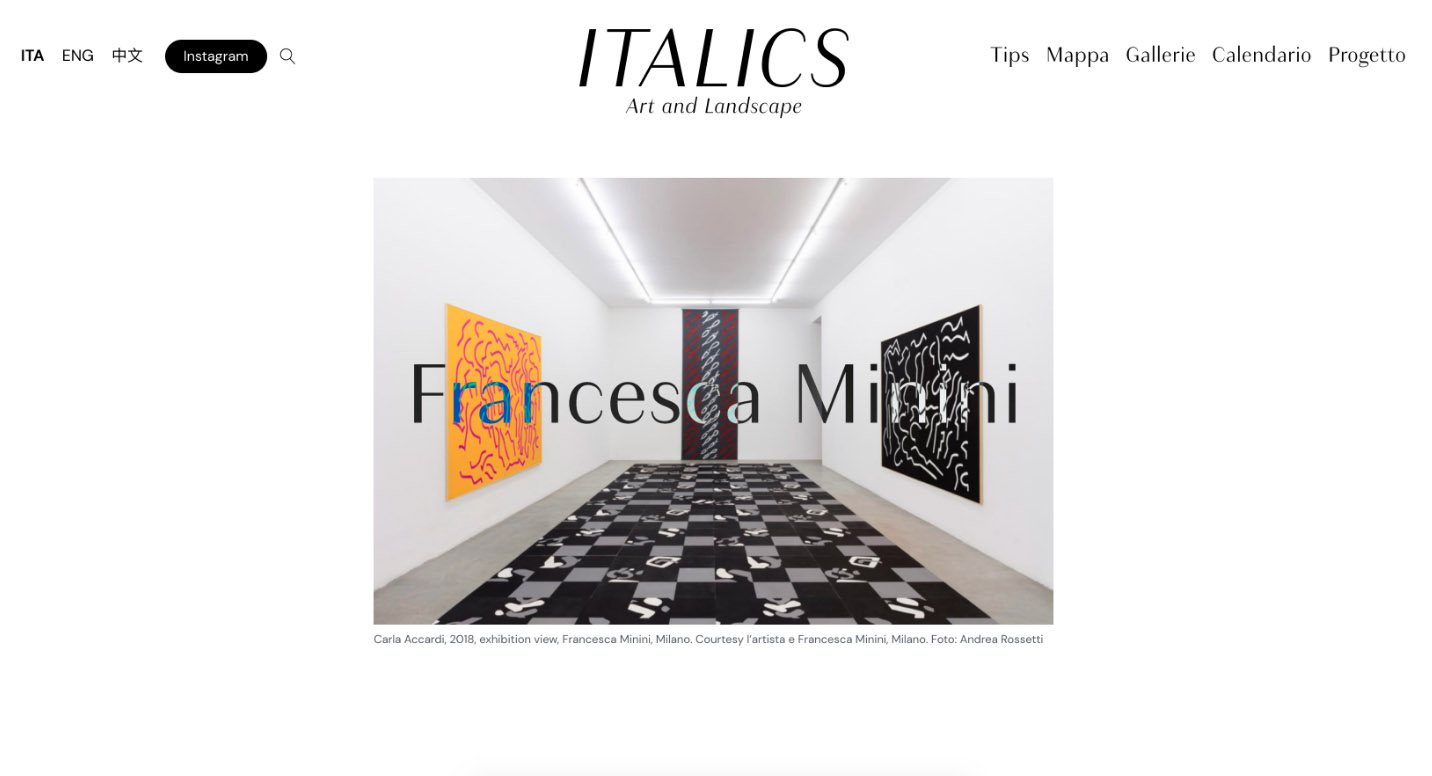 ITA ENG 中文 Instagram
ITALICS
Art and Landscape
Tips Mappa Gallerie Calendario Progetto
Francesca Minini
Carla Accardi, 2018, exhibition view, Francesca Minini, Milano. Courtesy l'artista e Francesca Minini, Milano. Foto: Andrea Rossetti